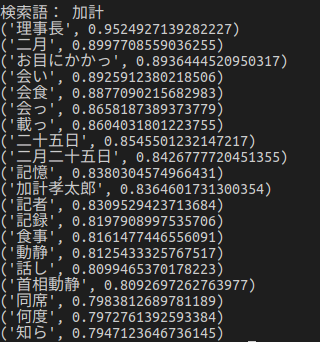 検索語： 加計
('理事長', 0.9524927139282227)
('二月', 0.8997708559036255)
('お目にかかっ', 0.8936444520950317)
('会い', 0.8925912380218506)
('会食', 0.8877090215682983)
('会っ', 0.8658187389373779)
('載っ', 0.8604031801223755)
('二十五日', 0.8545501232147217)
('二月二十五日', 0.8426777720451355)
('記憶', 0.8380304574966431)
('加計孝太郎', 0.8364601731300354)
('記者', 0.8309529423713684)
('記録', 0.8197908997535706)
('食事', 0.8161477446556091)
('動静', 0.8125433325767517)
('話し', 0.8099465370178223)
('首相動静', 0.8092697262763977)
('同席', 0.7983812689781189)
('何度', 0.7972761392593384)
('知ら', 0.7947123646736145)